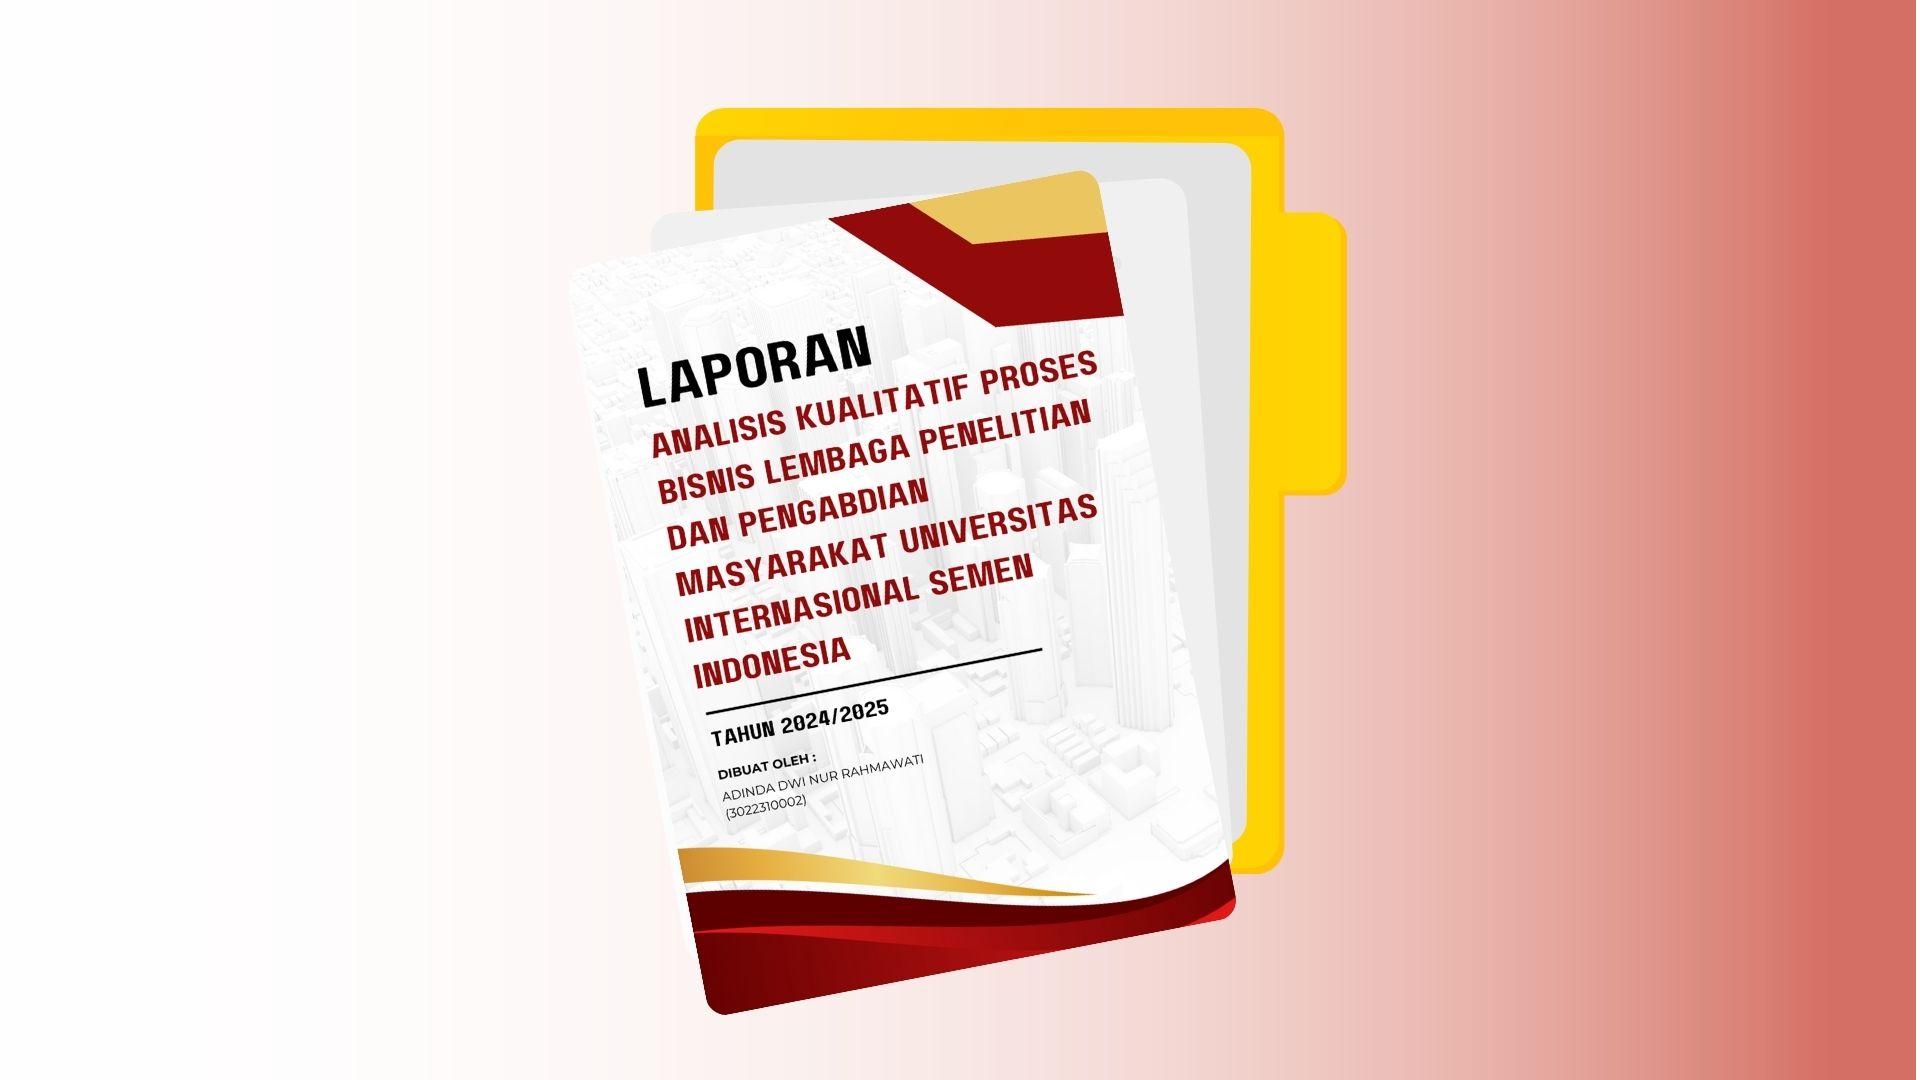 LAPORAN
ANALISIS KUALITATIF PROSES
BISNIS LEMBAGA PENELITIAN
DAN PENGABDIAN
MASYARAKAT UNIVERSITAS
INTERNASIONAL SEMEN
INDONESIA
TAHUN 2024/2025
DIBUAT OLEH :
ADINDA DWI NUR RAHMAWATI
(3022310002)